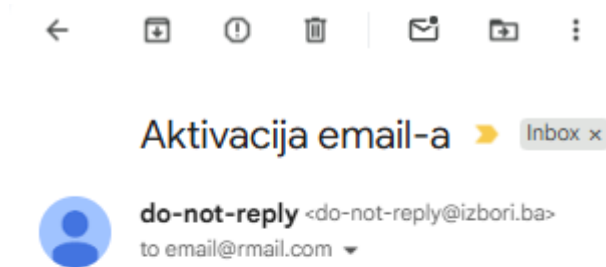 Aktivacija email-a Inbox ×
do-not-reply <do-not-reply@izbori.ba>
to email@rmail.com